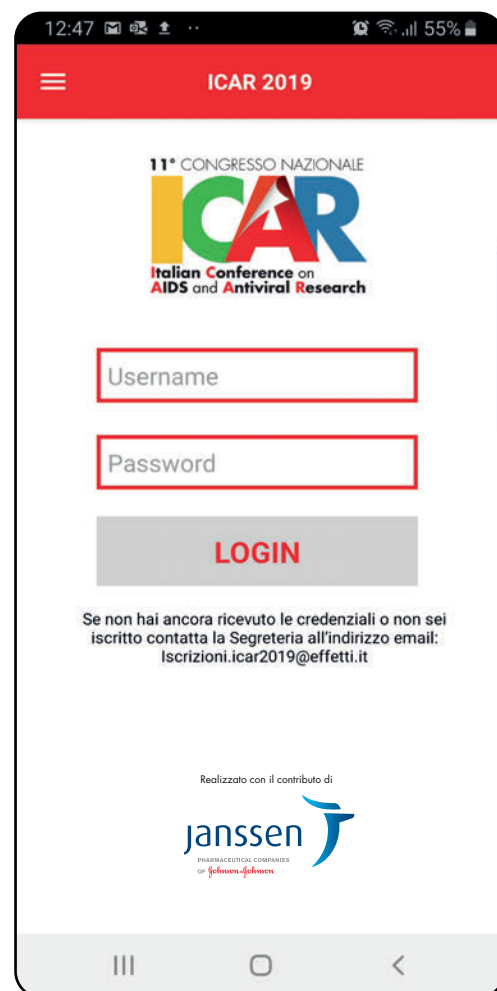 12:47
55%
ICAR 2019
11° CONGRESSO NAZIONALE
ICAR
Italian Conference on
AIDS and Antiviral Research
Username
Password
LOGIN
Se non hai ancora ricevuto le credenziali o non sei
iscritto contatta la Segreteria all'indirizzo email:
Iscrizioni.icar2019@effetti.it
Realizzato con il contributo di
Janssen
PHARMACEUTICAL COMPANIES
OF Johnson&Johnson